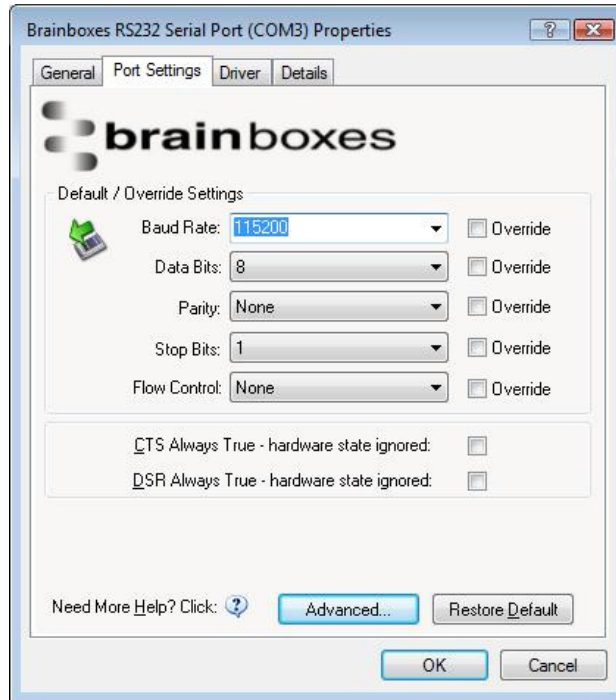 Brainboxes RS232 Serial Port (COM3) Properties
General Port Settings Driver Details
brainboxes
Default / Override Settings
Baud Rate: 115200 Override
Data Bits: 8 Override
Parity: None Override
Stop Bits: 1 Override
Flow Control: None Override
CTS Always True - hardware state ignored:
DSR Always True - hardware state ignored:
Need More Help? Click: ? Advanced... Restore Default
OK Cancel